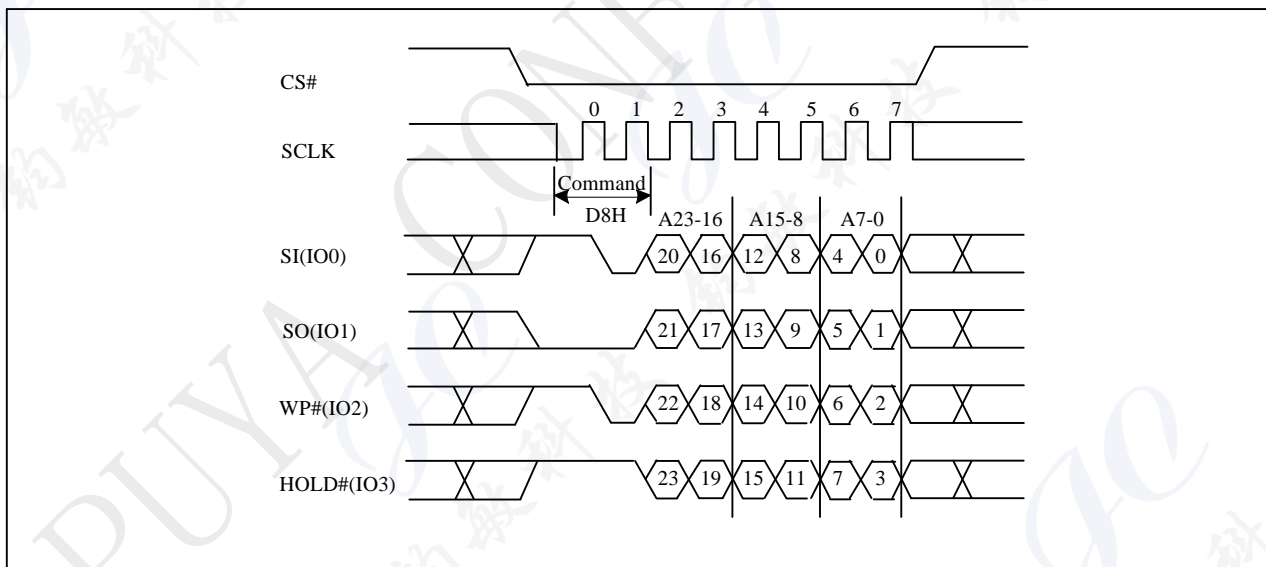 CS#
0 1 2 3 4 5 6 7
SCLK
Command
D8H
A23-16 A15-8 A7-0
SI(IO0) 20 16 12 8 4 0
SO(IO1) 21 17 13 9 5 1
WP#(IO2) 22 18 14 10 6 2
HOLD#(IO3) 23 19 15 11 7 3
PUYA CONF